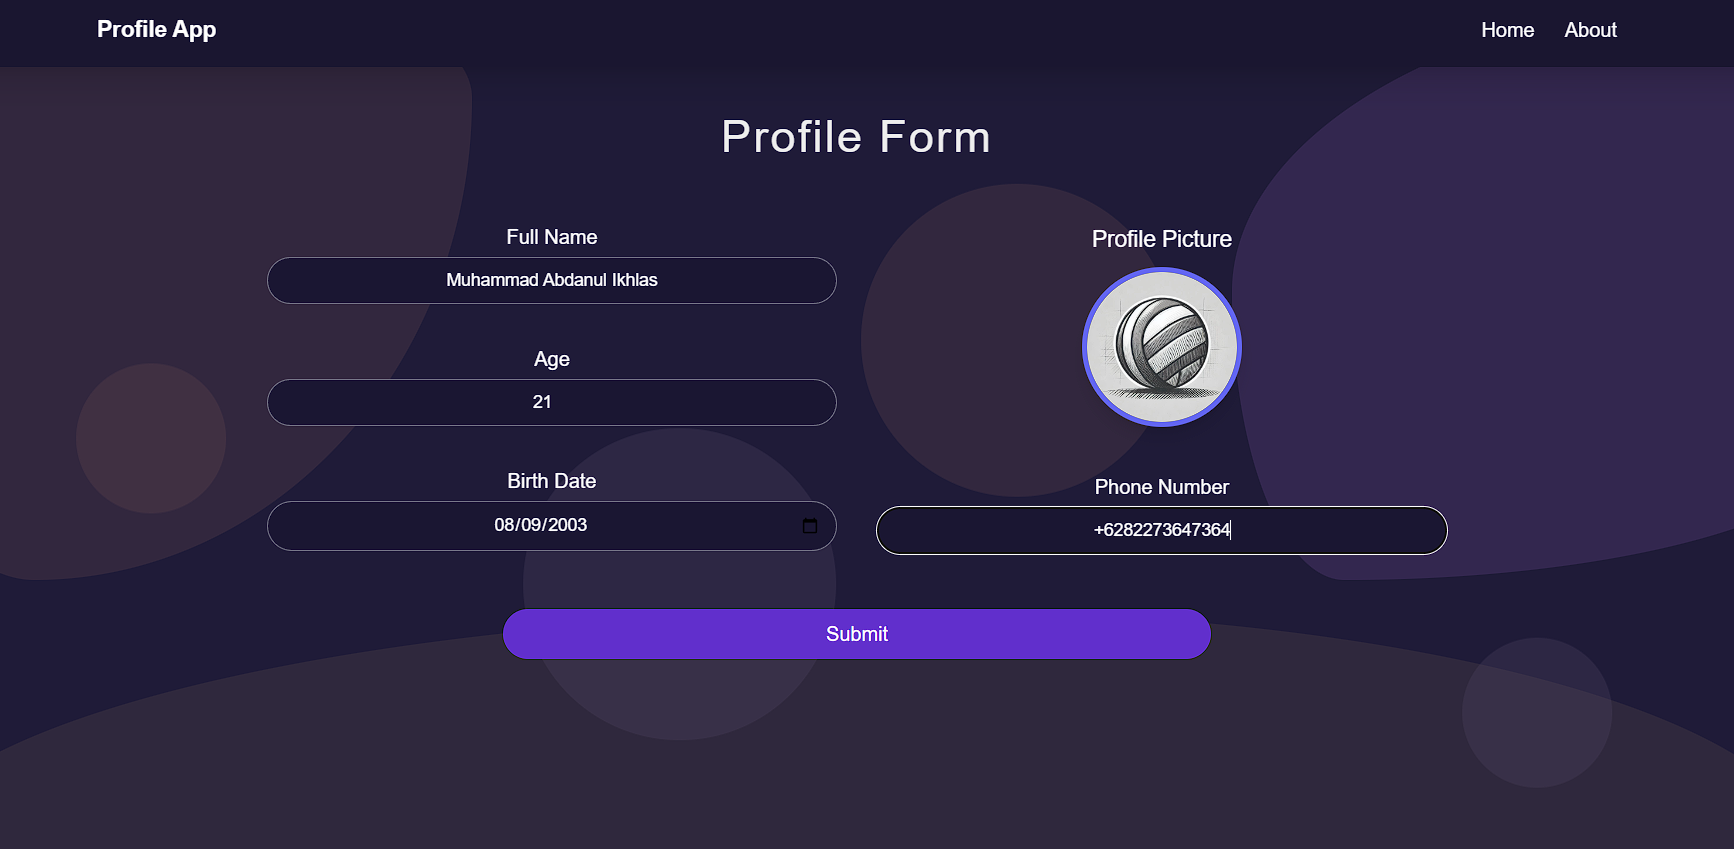 Profile App
Home
About
Profile Form
Full Name
Muhammad Abdanul Ikhlas
Age
21
Birth Date
08/09/2003
Profile Picture
Phone Number
+6282273647364
Submit